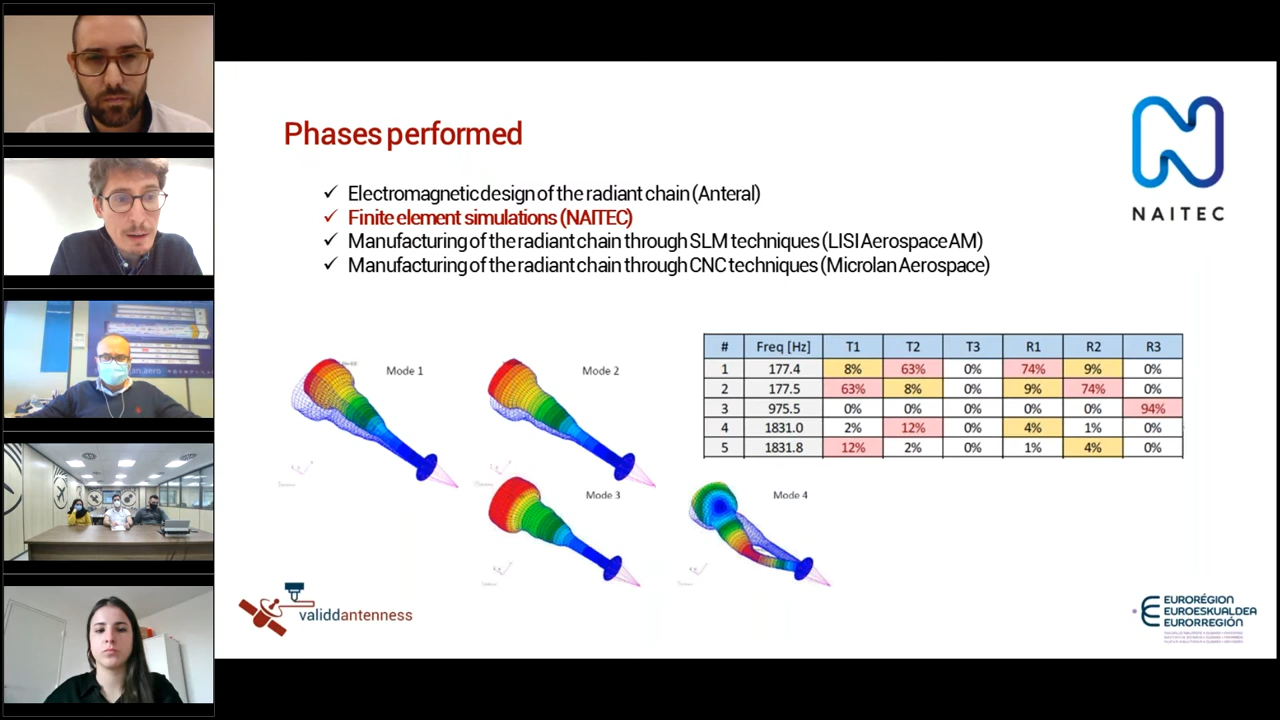 Phases performed
NAITEC
✓ Electromagnetic design of the radiant chain (Anteral)
✓ Finite element simulations (NAITEC)
✓ Manufacturing of the radiant chain through SLM techniques (LISI Aerospace AM)
✓ Manufacturing of the radiant chain through CNC techniques (Microlan Aerospace)
# Freq [Hz] T1 T2 T3 R1 R2 R3
1 177.4 8% 63% 0% 74% 9% 0%
2 177.5 63% 8% 0% 9% 74% 0%
3 975.5 0% 0% 0% 0% 0% 94%
4 1831.0 2% 12% 0% 4% 1% 0%
5 1831.8 12% 2% 0% 1% 4% 0%
Mode 1
Mode 2
Mode 3
Mode 4
validdantenness
EURORÉGION
EUROESKUALDEA
EURORREGIÓN